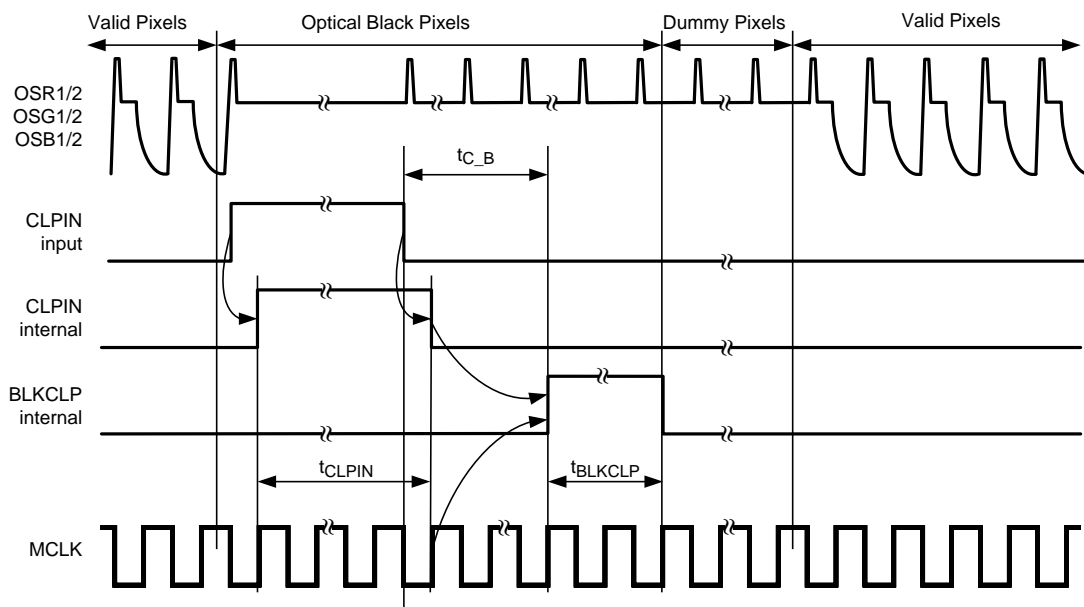 Valid Pixels
Optical Black Pixels
Dummy Pixels
Valid Pixels
OSR1/2
OSG1/2
OSB1/2
tC_B
CLPIN
input
CLPIN
internal
BLKCLP
internal
tCLPIN
tBLKCLP
MCLK